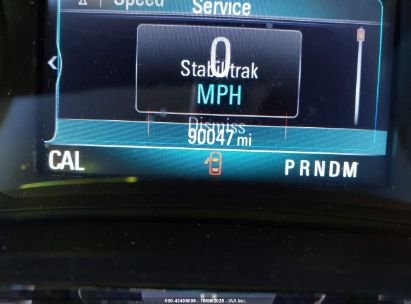 Speed
Service
0
Stabilitrak
MPH
Dismiss
90047 mi
CAL
PRNDM